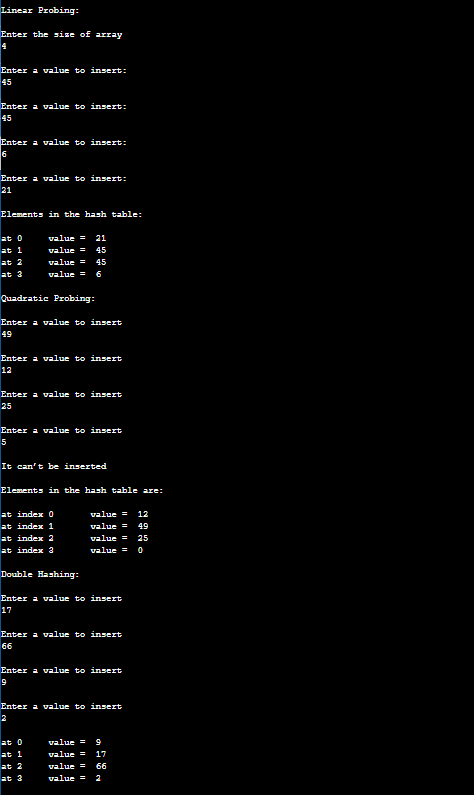 Linear Probing:
Enter the size of array
4
Enter a value to insert:
45
Enter a value to insert:
45
Enter a value to insert:
6
Enter a value to insert:
21
Elements in the hash table:
at 0 value = 21
at 1 value = 45
at 2 value = 45
at 3 value = 6
Quadratic Probing:
Enter a value to insert
49
Enter a value to insert
12
Enter a value to insert
25
Enter a value to insert
5
It can't be inserted
Elements in the hash table are:
at index 0 value = 12
at index 1 value = 49
at index 2 value = 25
at index 3 value = 0
Double Hashing:
Enter a value to insert
17
Enter a value to insert
66
Enter a value to insert
9
Enter a value to insert
2
at 0 value = 9
at 1 value = 17
at 2 value = 66
at 3 value = 2